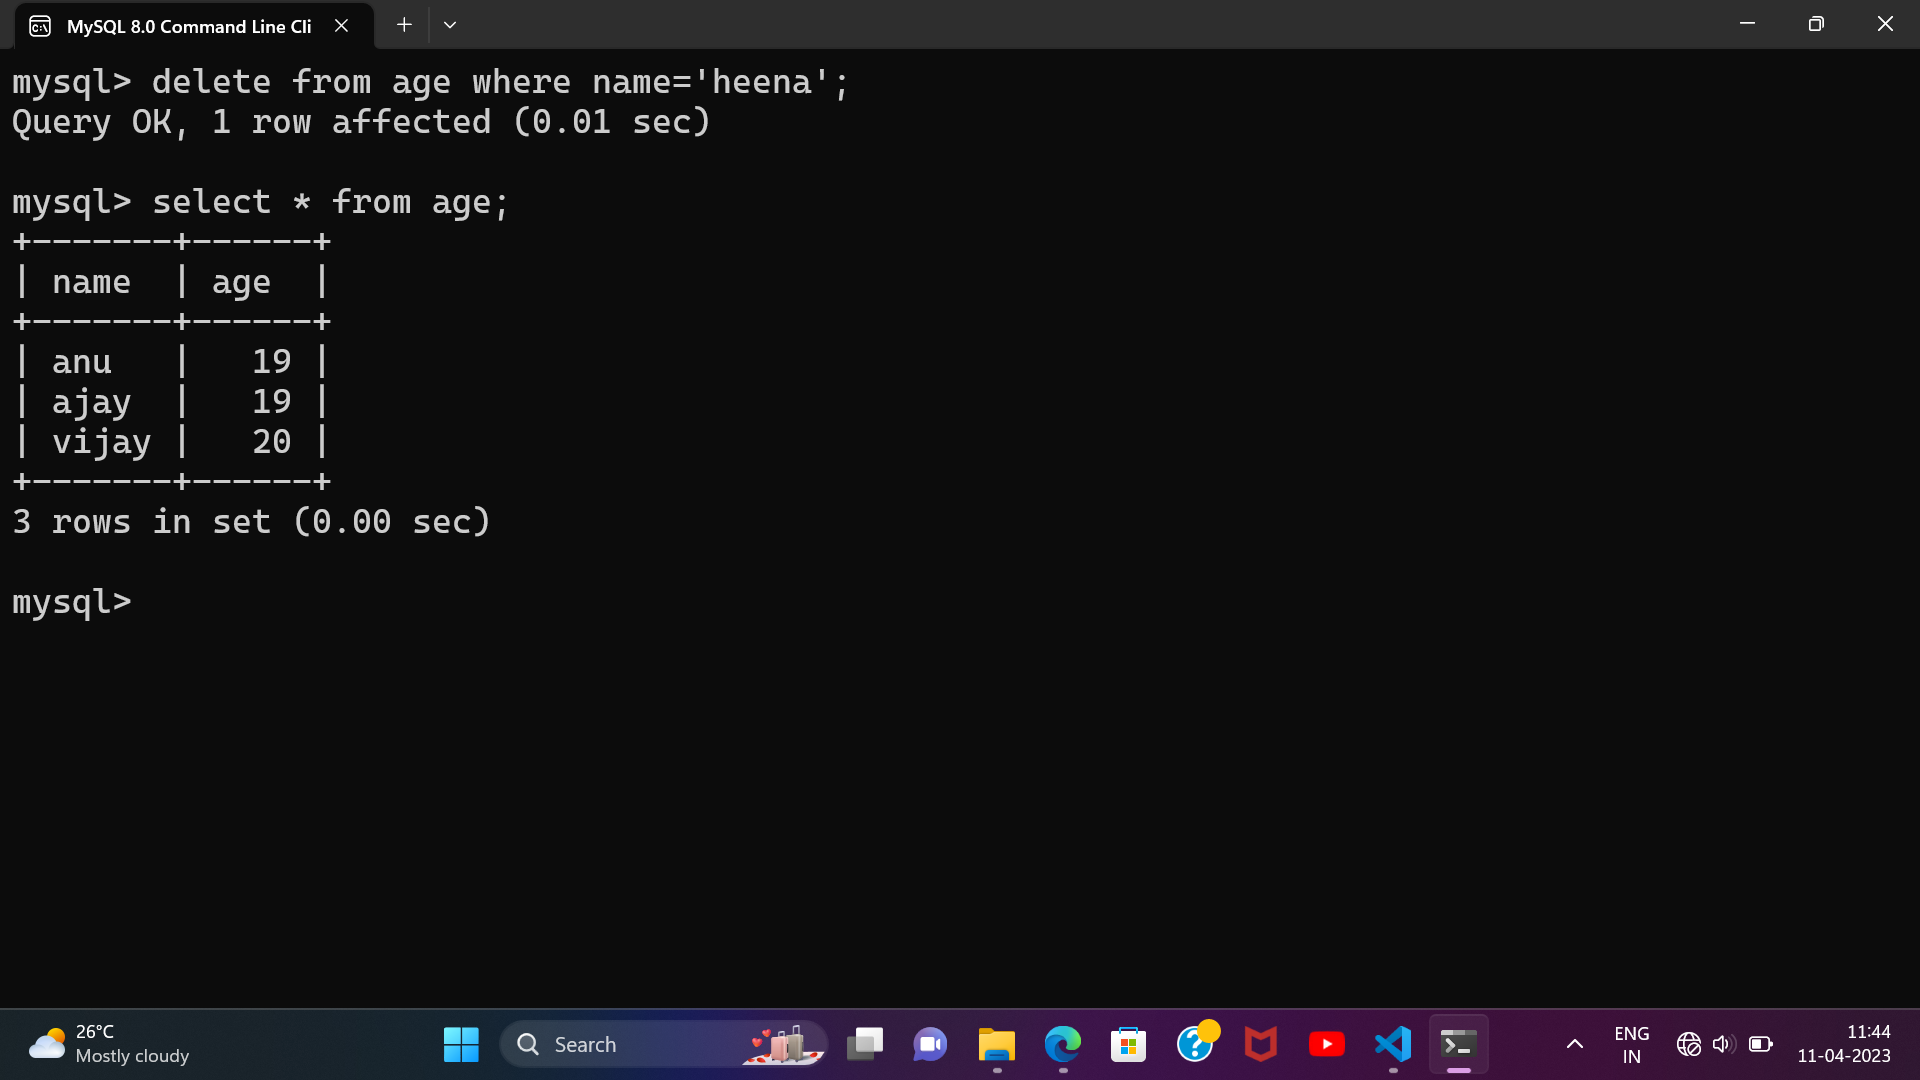 MySQL 8.0 Command Line Cli
mysql> delete from age where name='heena';
Query OK, 1 row affected (0.01 sec)
mysql> select * from age;
+-------+------+
| name  | age  |
+-------+------+
| anu   |   19 |
| ajay  |   19 |
| vijay |   20 |
+-------+------+
3 rows in set (0.00 sec)
mysql>
26°C
Mostly cloudy
Search
ENG
IN
11:44
11-04-2023